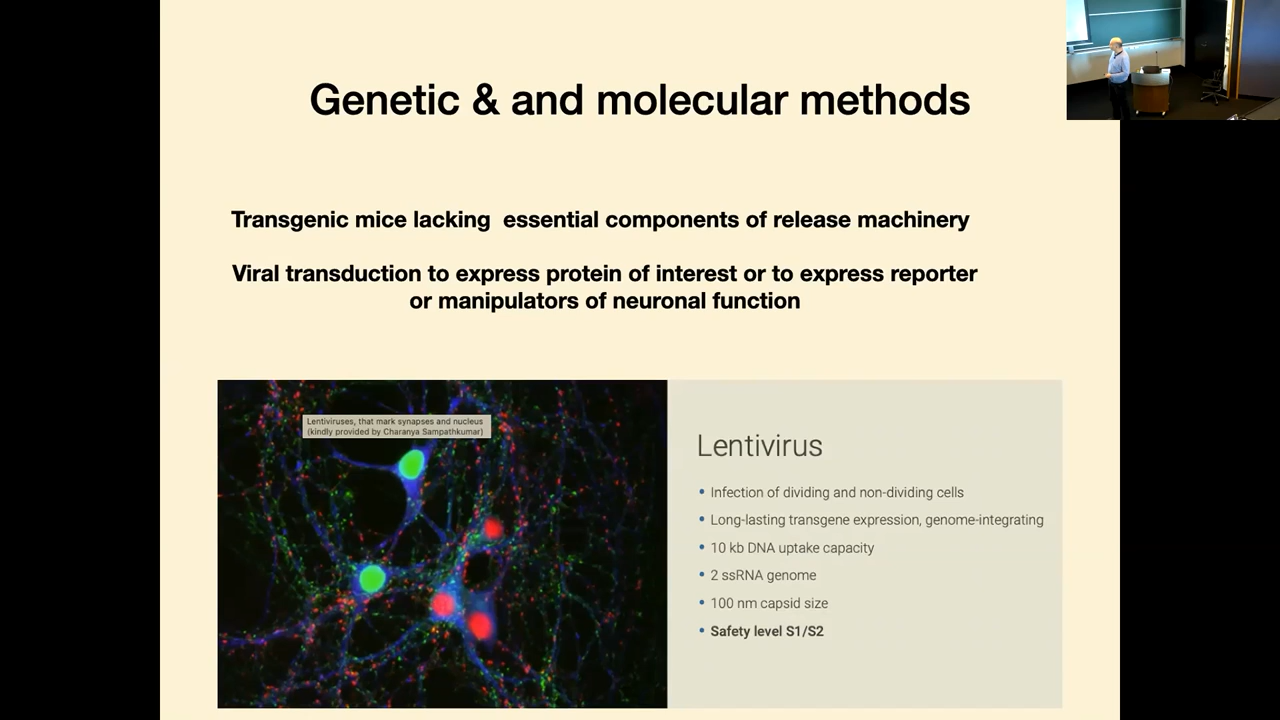 Genetic & and molecular methods
Transgenic mice lacking essential components of release machinery
Viral transduction to express protein of interest or to express reporter
or manipulators of neuronal function
Lentiviruses, that mark synapses and nucleus
(kindly provided by Charanya Sampathkumar)
Lentivirus
• Infection of dividing and non-dividing cells
• Long-lasting transgene expression, genome-integrating
• 10 kb DNA uptake capacity
• 2 ssRNA genome
• 100 nm capsid size
• Safety level S1/S2